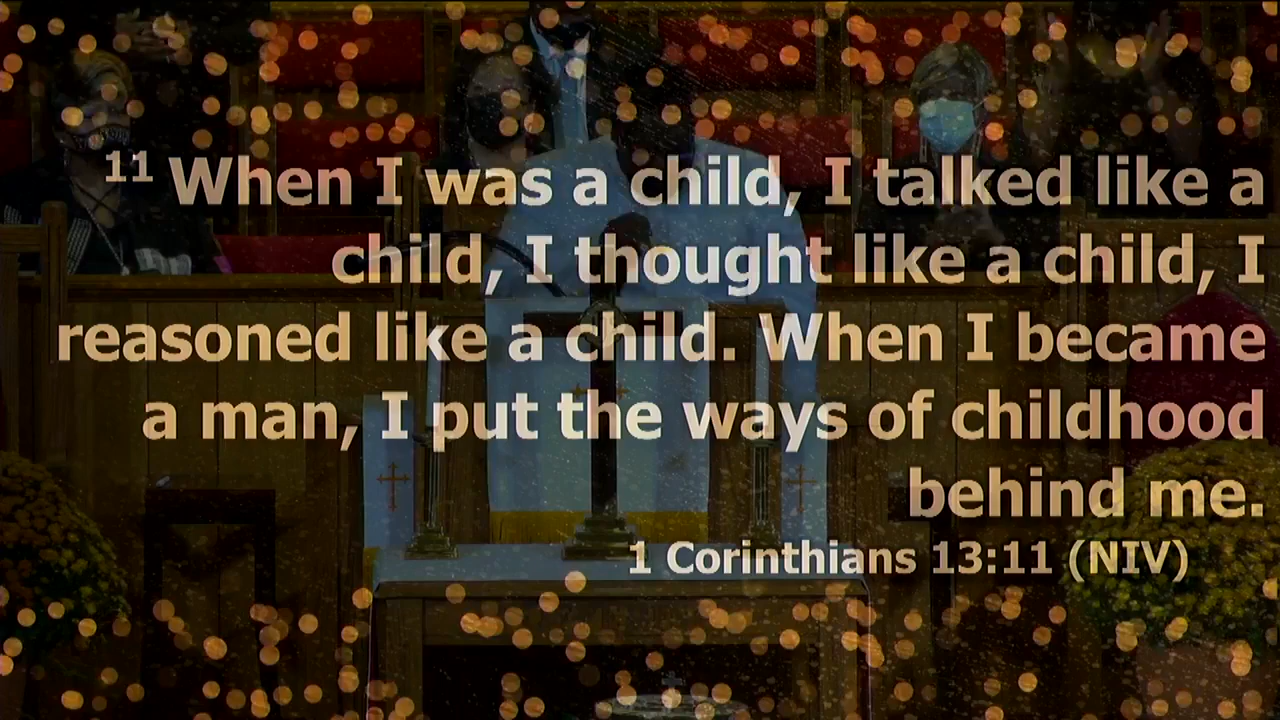 11 When I was a child, I talked like a
child, I thought like a child, I
reasoned like a child. When I became
a man, I put the ways of childhood
behind me.
1 Corinthians 13:11 (NIV)